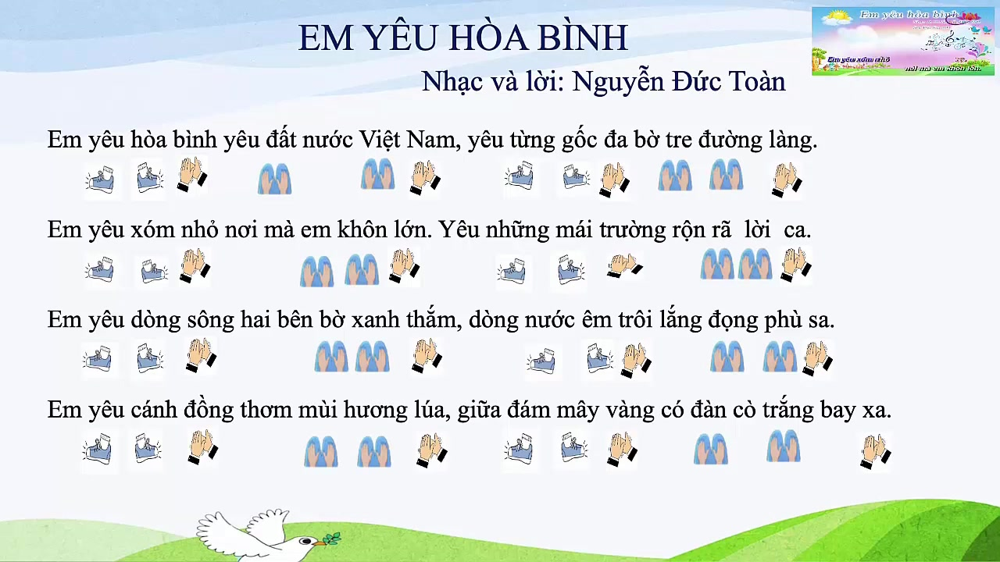 EM YÊU HÒA BÌNH
Nhạc và lời: Nguyễn Đức Toàn
Em yêu hòa bình
Em yêu xóm nhỏ
nơi mà em khôn lớn.
Em yêu hòa bình yêu đất nước Việt Nam, yêu từng gốc đa bờ tre đường làng.
Em yêu xóm nhỏ nơi mà em khôn lớn. Yêu những mái trường rộn rã lời ca.
Em yêu dòng sông hai bên bờ xanh thắm, dòng nước êm trôi lắng đọng phù sa.
Em yêu cánh đồng thơm mùi hương lúa, giữa đám mây vàng có đàn cò trắng bay xa.